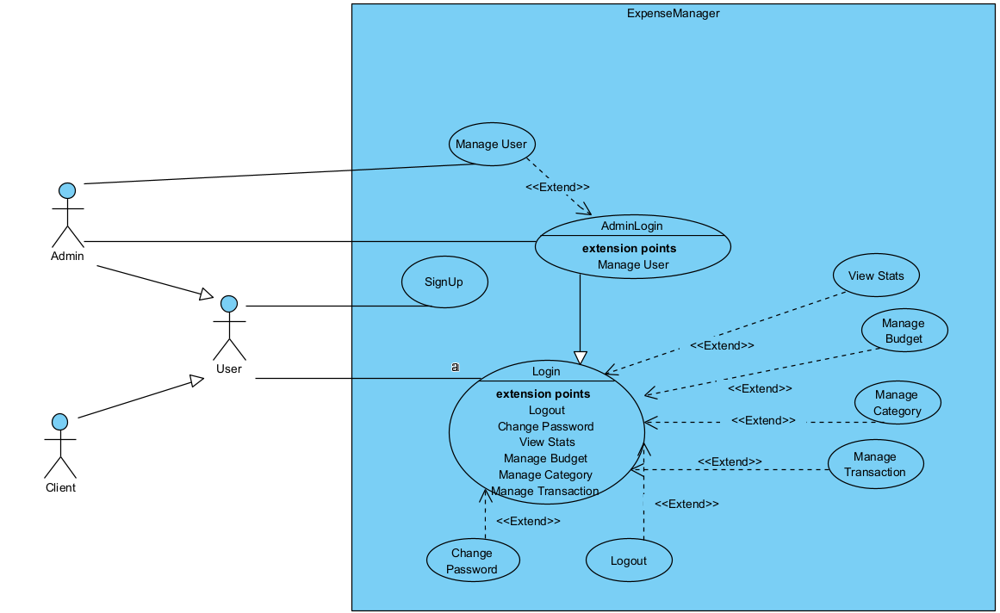 ExpenseManager
Manage User
<<Extend>>
Admin
AdminLogin
extension points
Manage User
SignUp
View Stats
User
Manage
Budget
<<Extend>>
a
Login
extension points
Logout
Change Password
View Stats
Manage Budget
Manage Category
Manage Transaction
<<Extend>>
Manage
Category
<<Extend>>
Manage
Transaction
<<Extend>>
Client
<<Extend>>
<<Extend>>
Change
Password
Logout